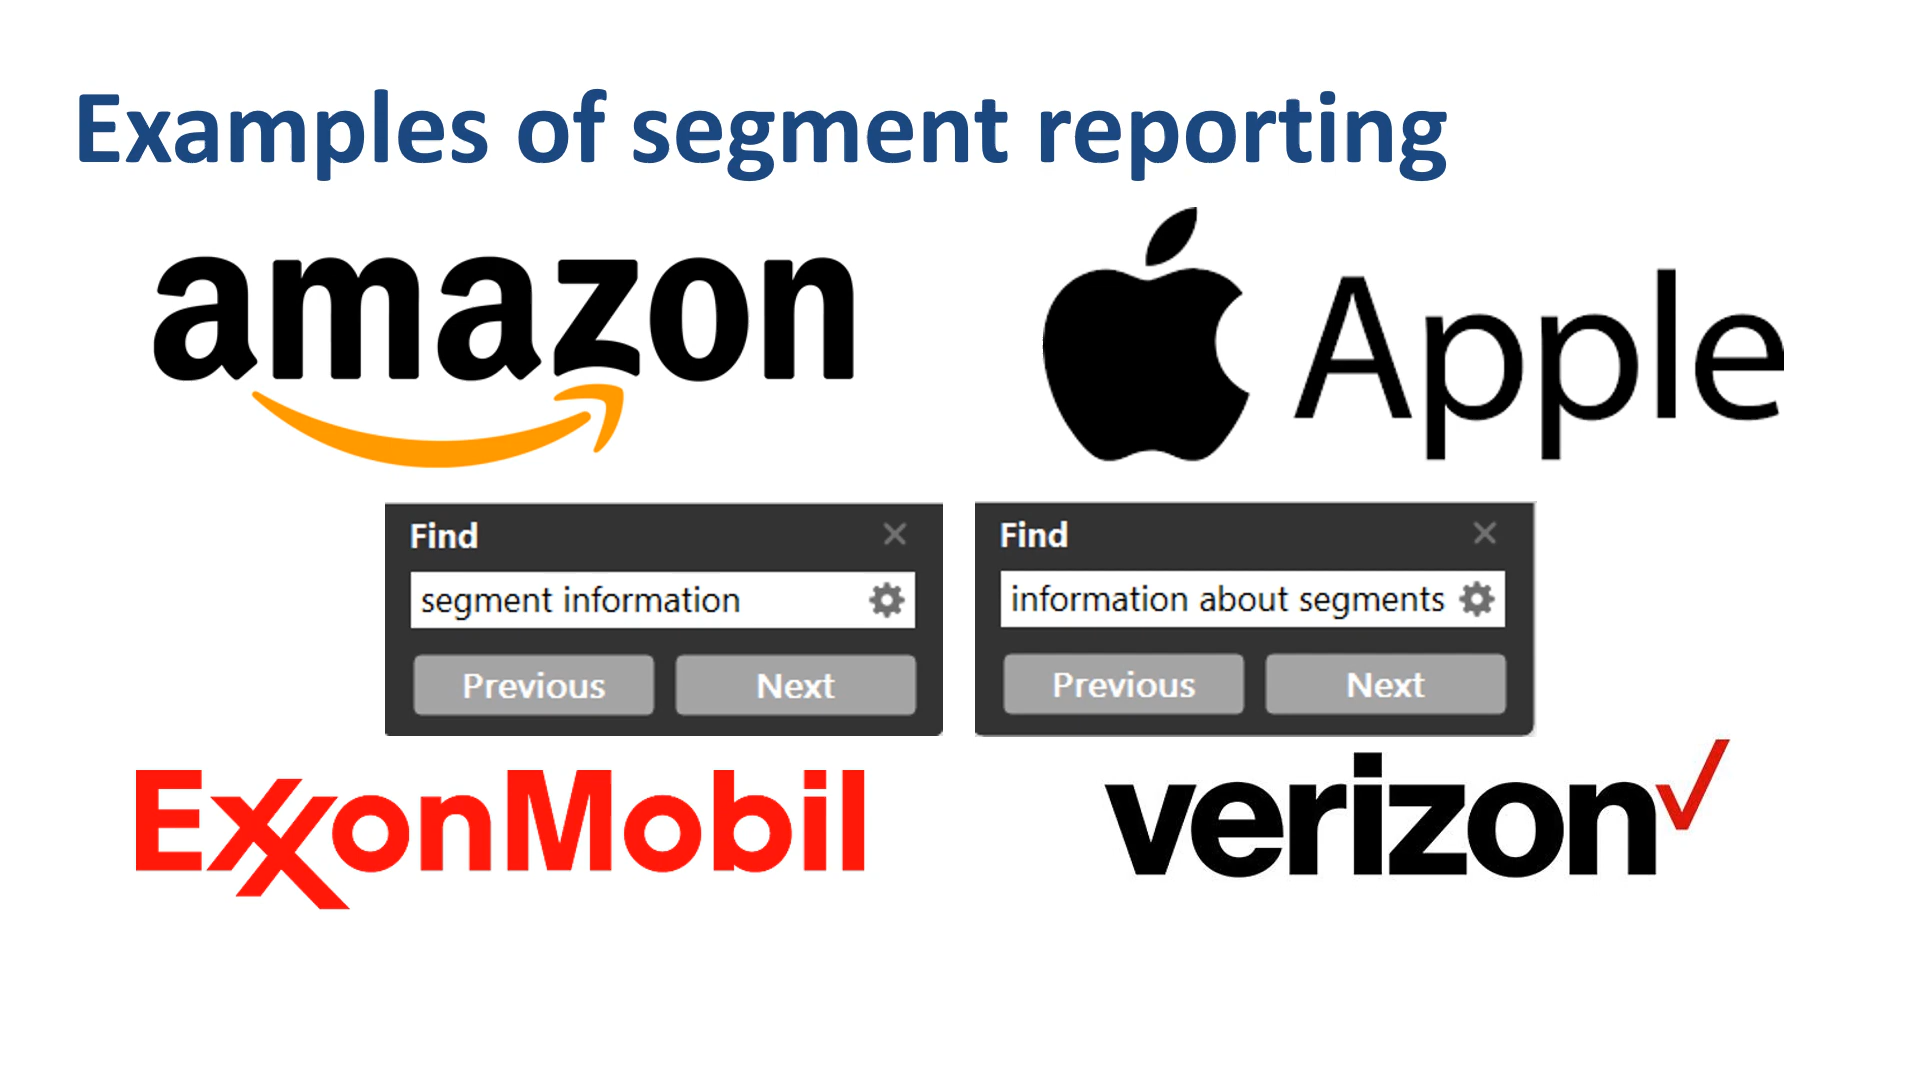 Examples of segment reporting
amazon
Apple
Find
segment information
Previous Next
Find
information about segments
Previous Next
ExxonMobil
verizon